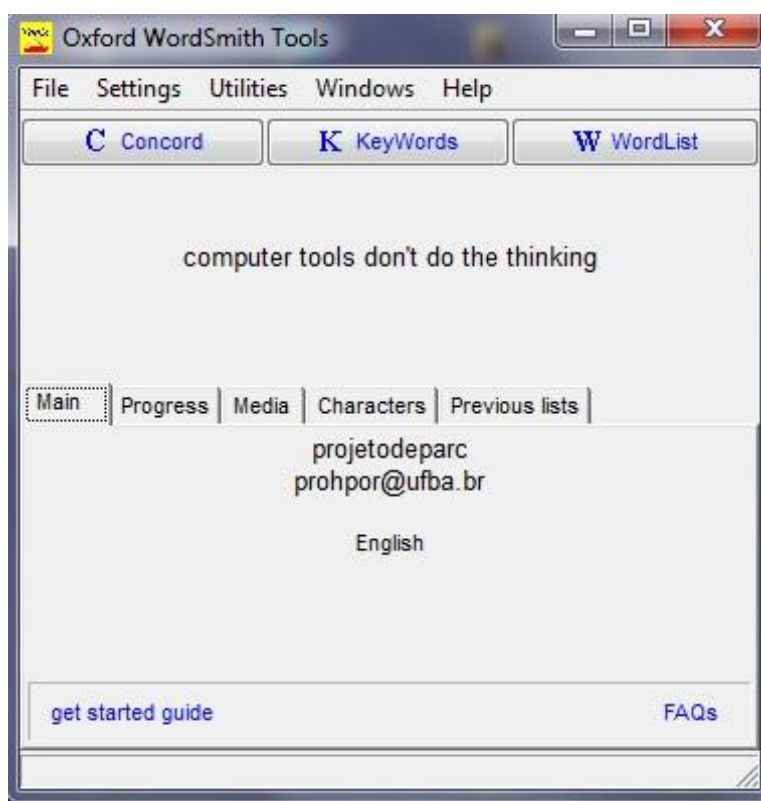 Oxford WordSmith Tools
File Settings Utilities Windows Help
C Concord K KeyWords W WordList
computer tools don't do the thinking
Main Progress Media Characters Previous lists
projetodeparc
prohpor@ufba.br
English
get started guide FAQs